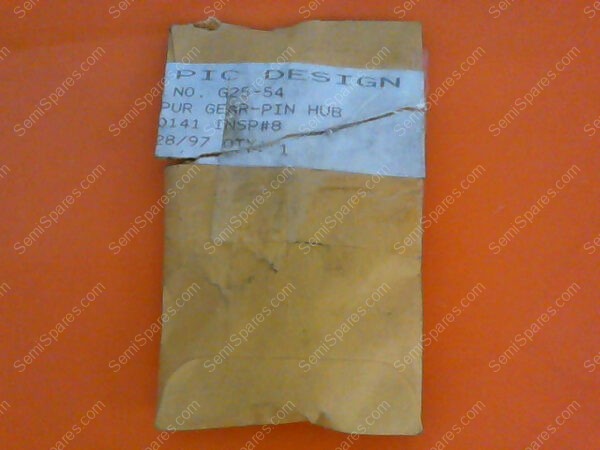 PIC DESIGN
NO. G25-54
PUR GEAR-PIN HUB
0141 INSP#8
28/97 QTY. 1
SemiSpares.com